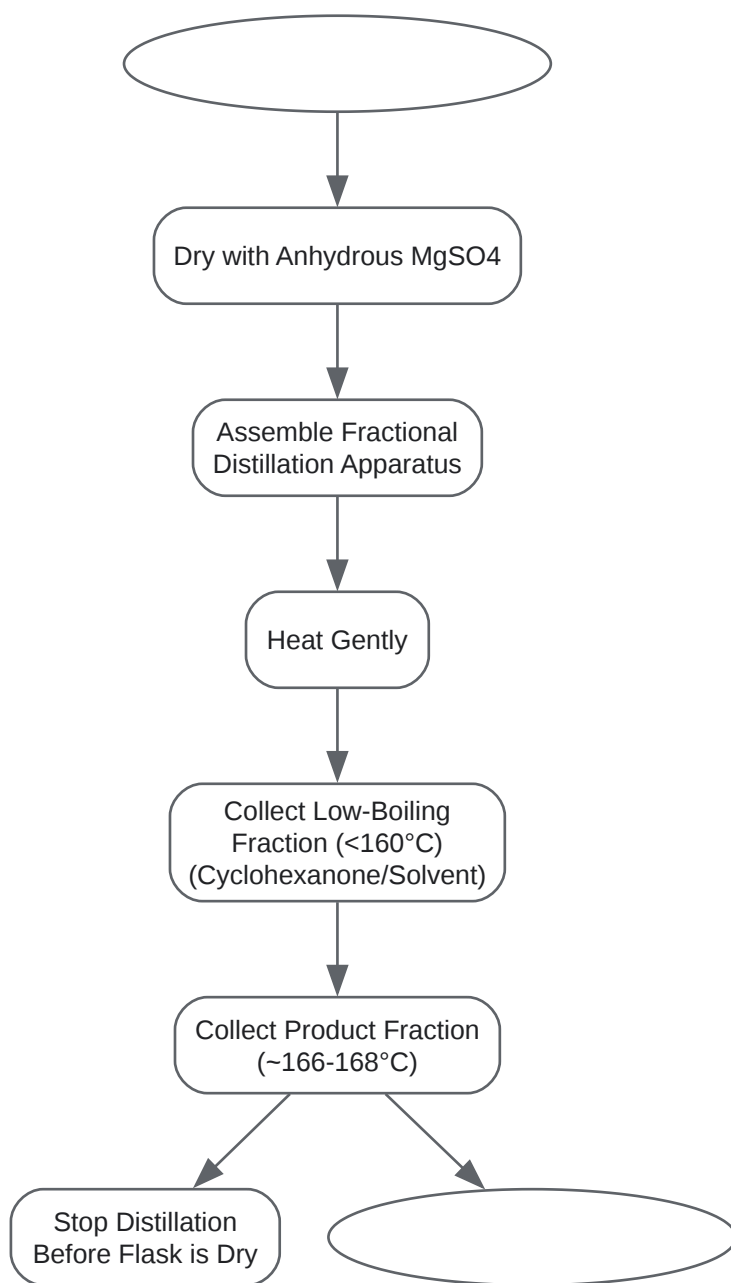 Dry with Anhydrous MgSO4
Assemble Fractional
Distillation Apparatus
Heat Gently
Collect Low-Boiling
Fraction (<160°C)
(Cyclohexanone/Solvent)
Collect Product Fraction
(~166-168°C)
Stop Distillation
Before Flask is Dry